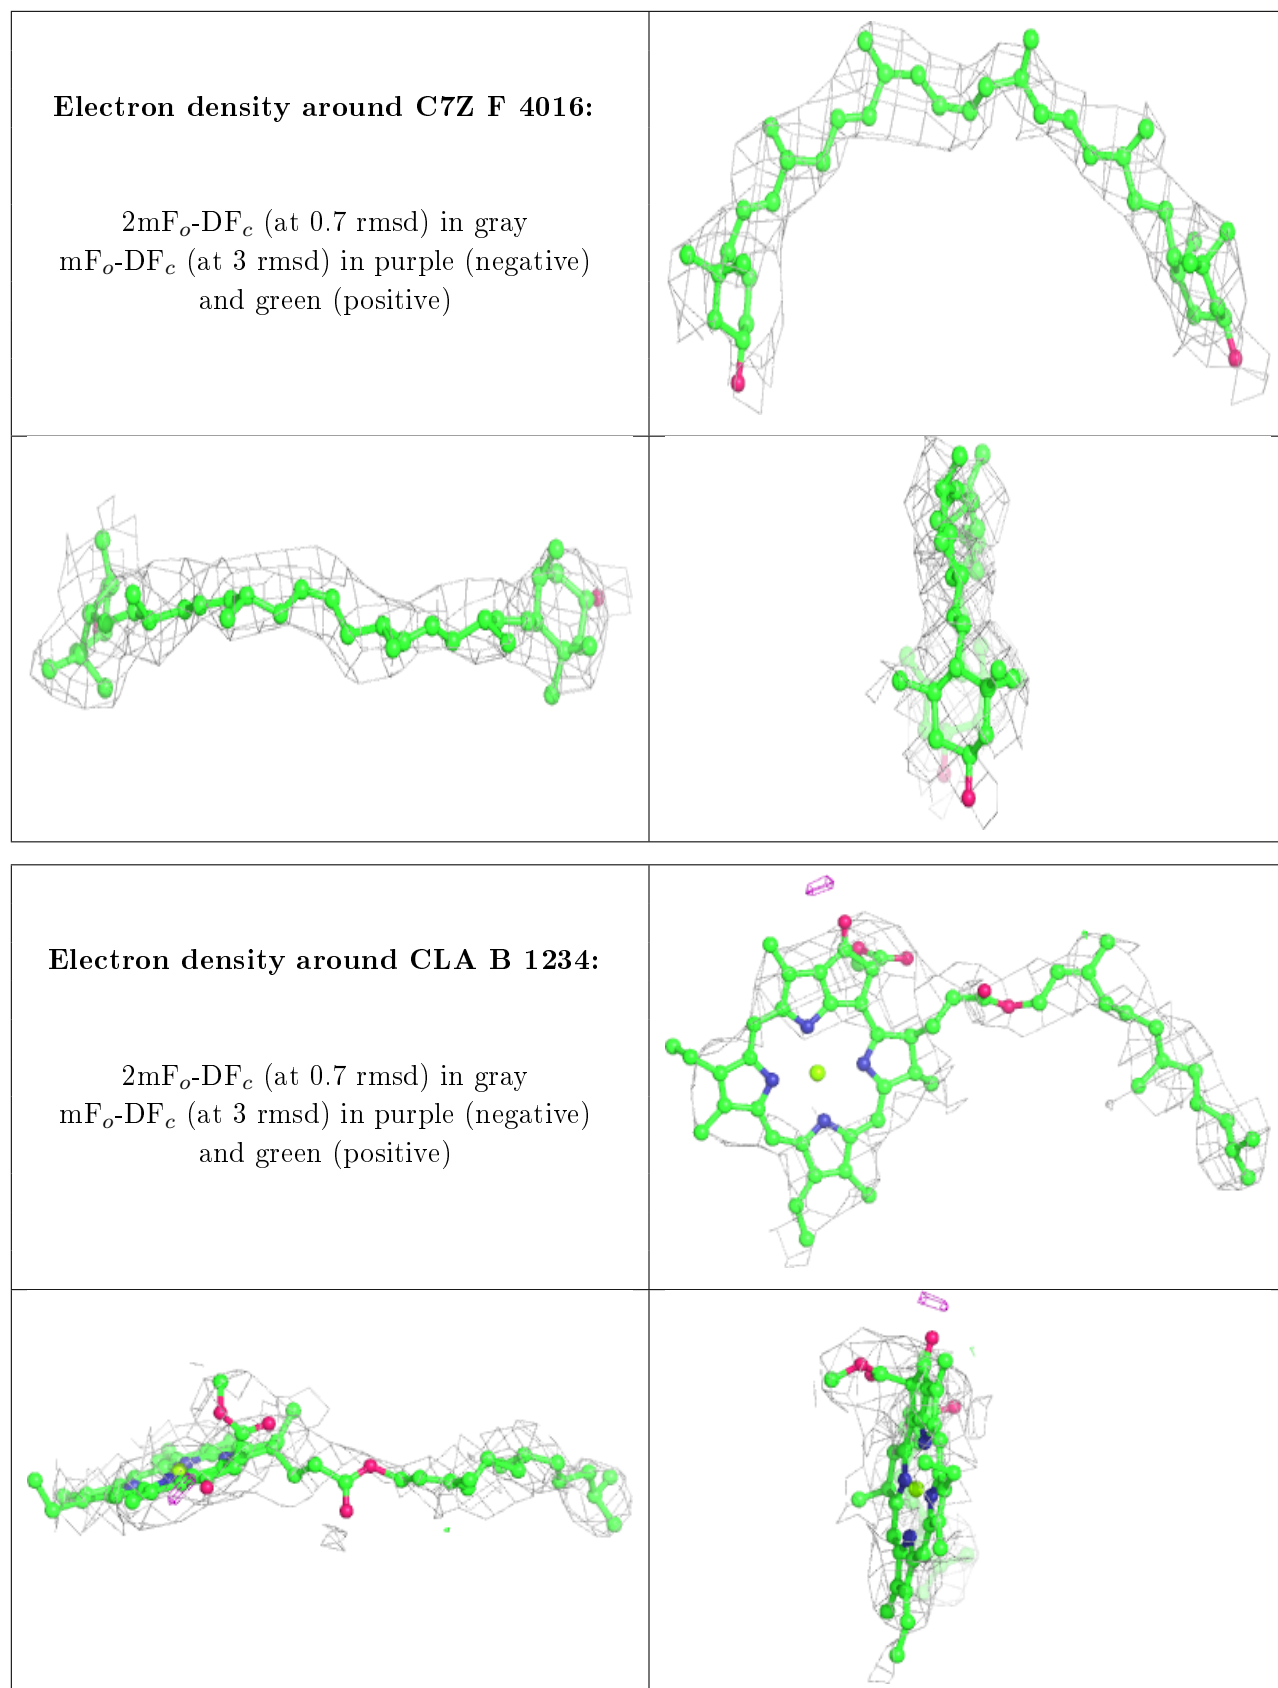 Electron density around C7Z F 4016:
2mFo-DFc (at 0.7 rmsd) in gray
mFo-DFc (at 3 rmsd) in purple (negative)
and green (positive)
Electron density around CLA B 1234:
2mFo-DFc (at 0.7 rmsd) in gray
mFo-DFc (at 3 rmsd) in purple (negative)
and green (positive)